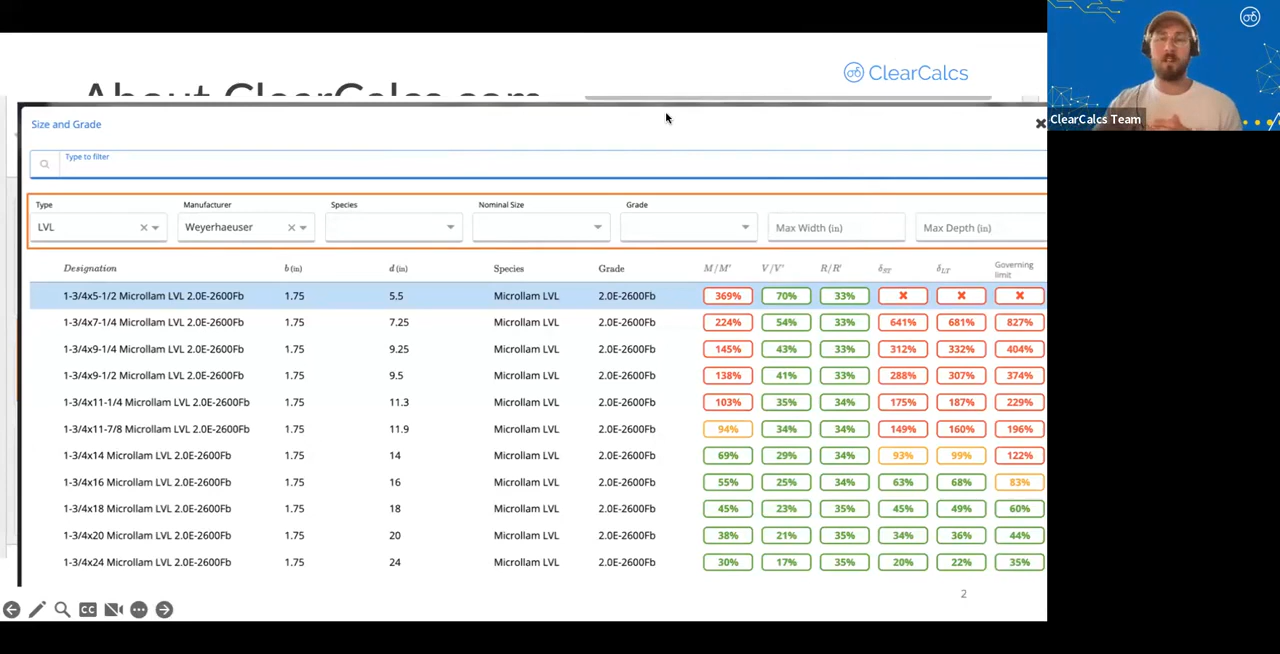 About ClearCalcs.com
ClearCalcs
ClearCalcs Team
Size and Grade
Type to filter
Type Manufacturer Species Nominal Size Grade
LVL Weyerhaeuser Max Width (in) Max Depth (in)
Designation b (in) d (in) Species Grade M/M' V/V' R/R' δST δLT Governing limit
1-3/4x5-1/2 Microllam LVL 2.0E-2600Fb 1.75 5.5 Microllam LVL 2.0E-2600Fb 369% 70% 33%
1-3/4x7-1/4 Microllam LVL 2.0E-2600Fb 1.75 7.25 Microllam LVL 2.0E-2600Fb 224% 54% 33% 641% 681% 827%
1-3/4x9-1/4 Microllam LVL 2.0E-2600Fb 1.75 9.25 Microllam LVL 2.0E-2600Fb 145% 43% 33% 312% 332% 404%
1-3/4x9-1/2 Microllam LVL 2.0E-2600Fb 1.75 9.5 Microllam LVL 2.0E-2600Fb 138% 41% 33% 288% 307% 374%
1-3/4x11-1/4 Microllam LVL 2.0E-2600Fb 1.75 11.3 Microllam LVL 2.0E-2600Fb 103% 35% 34% 175% 187% 229%
1-3/4x11-7/8 Microllam LVL 2.0E-2600Fb 1.75 11.9 Microllam LVL 2.0E-2600Fb 94% 34% 34% 149% 160% 196%
1-3/4x14 Microllam LVL 2.0E-2600Fb 1.75 14 Microllam LVL 2.0E-2600Fb 69% 29% 34% 93% 99% 122%
1-3/4x16 Microllam LVL 2.0E-2600Fb 1.75 16 Microllam LVL 2.0E-2600Fb 55% 25% 34% 63% 68% 83%
1-3/4x18 Microllam LVL 2.0E-2600Fb 1.75 18 Microllam LVL 2.0E-2600Fb 45% 23% 35% 45% 49% 60%
1-3/4x20 Microllam LVL 2.0E-2600Fb 1.75 20 Microllam LVL 2.0E-2600Fb 38% 21% 35% 34% 36% 44%
1-3/4x24 Microllam LVL 2.0E-2600Fb 1.75 24 Microllam LVL 2.0E-2600Fb 30% 17% 35% 20% 22% 35%
2
CC